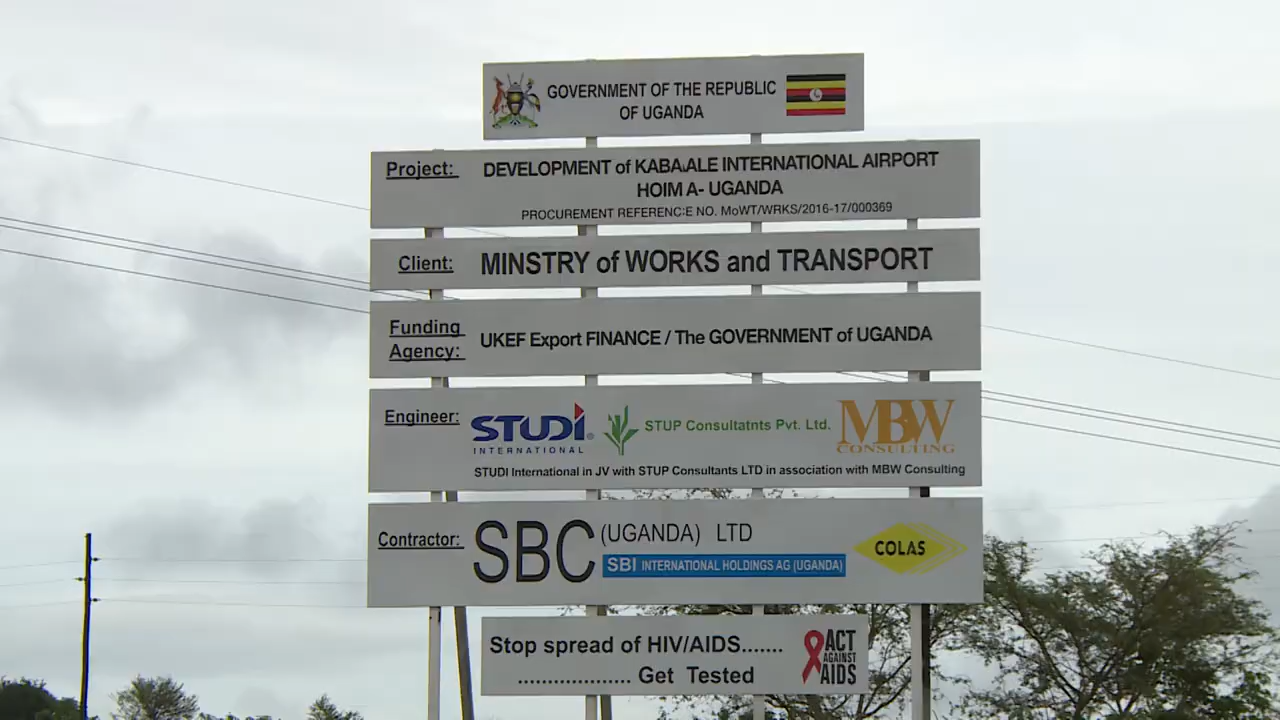 GOVERNMENT OF THE REPUBLIC
OF UGANDA
Project: DEVELOPMENT of KABAALE INTERNATIONAL AIRPORT
HOIM A- UGANDA
PROCUREMENT REFERENCE NO. MoWT/WRKS/2016-17/000369
Client: MINSTRY of WORKS and TRANSPORT
Funding
Agency: UKEF Export FINANCE / The GOVERNMENT of UGANDA
Engineer: STUDI INTERNATIONAL STUP Consultatnts Pvt. Ltd. MBW CONSULTING
STUDI International in JV with STUP Consultants LTD in association with MBW Consulting
Contractor: SBC (UGANDA) LTD
SBI INTERNATIONAL HOLDINGS AG (UGANDA)
COLAS
Stop spread of HIV/AIDS.......
.................. Get Tested
ACT
AGAINST
AIDS